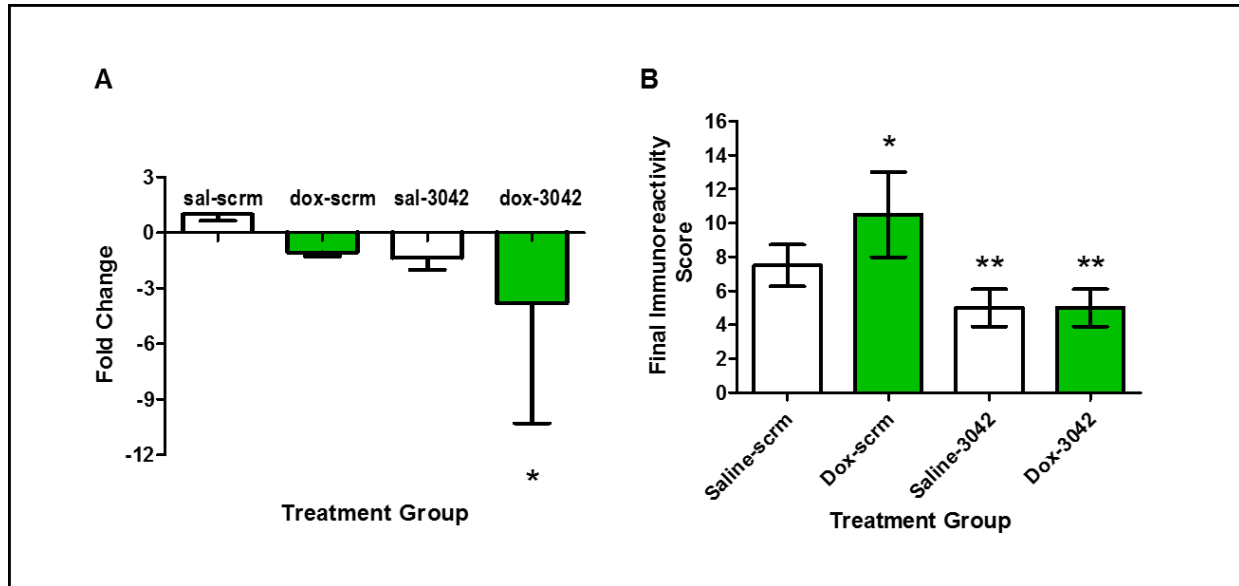 A
3
0
-3
-6
-9
-12
Fold Change
sal-scrm dox-scrm sal-3042 dox-3042
*
Treatment Group
B
16
14
12
10
8
6
4
2
0
Final Immunoreactivity
Score
*
**
**
Saline-scrm
Dox-scrm
Saline-3042
Dox-3042
Treatment Group